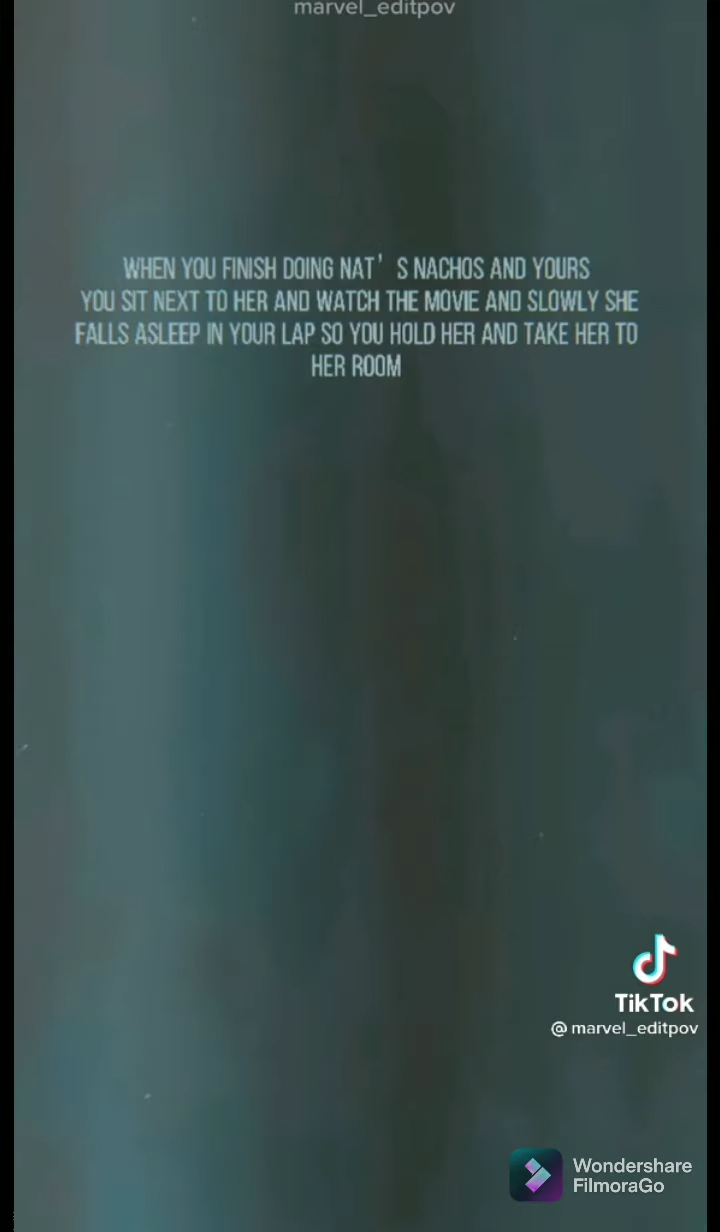 marvel_editpov
WHEN YOU FINISH DOING NAT'S NACHOS AND YOURS
YOU SIT NEXT TO HER AND WATCH THE MOVIE AND SLOWLY SHE
FALLS ASLEEP IN YOUR LAP SO YOU HOLD HER AND TAKE HER TO
HER ROOM
TikTok
@marvel_editpov
Wondershare
FilmoraGo